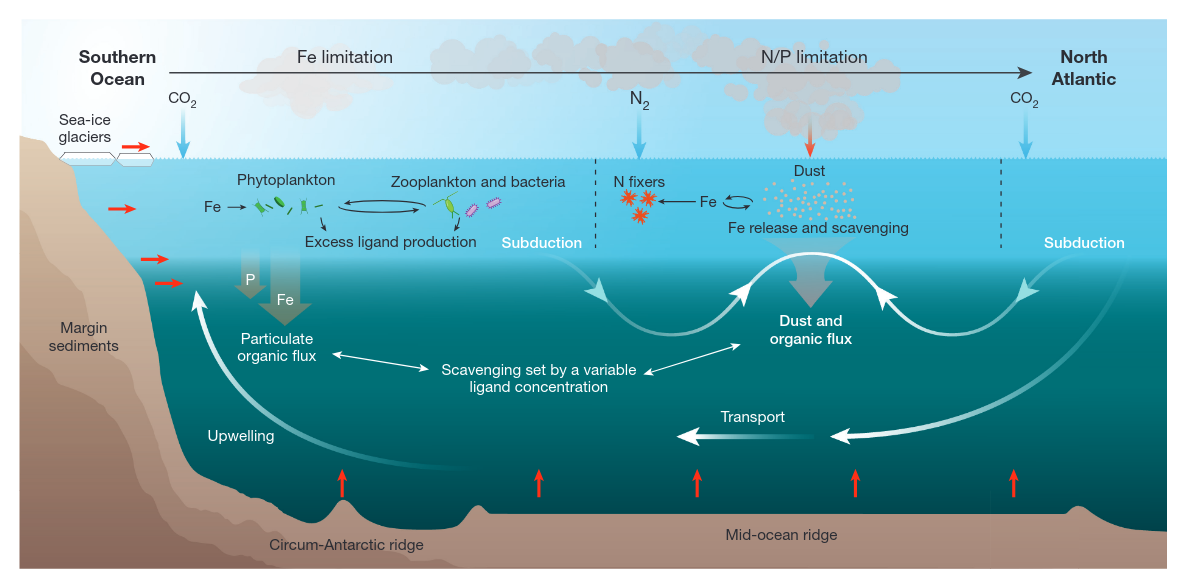 Southern
Ocean
Fe limitation
N/P limitation
North
Atlantic
CO2
N2
CO2
Sea-ice
glaciers
Phytoplankton
Zooplankton and bacteria
N fixers
Dust
Fe
Fe
Excess ligand production
Fe release and scavenging
Subduction
Subduction
P
Fe
Margin
sediments
Particulate
organic flux
Dust and
organic flux
Scavenging set by a variable
ligand concentration
Upwelling
Transport
Circum-Antarctic ridge
Mid-ocean ridge